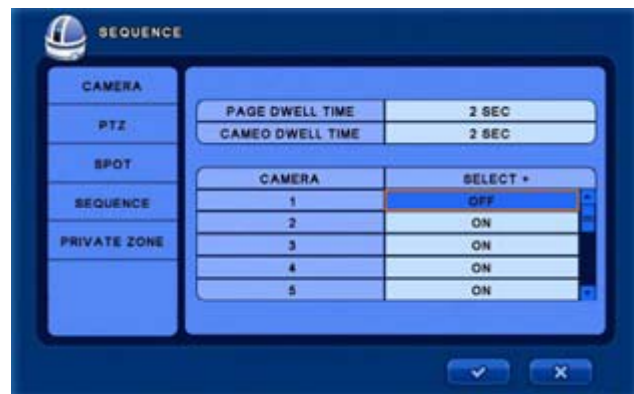 SEQUENCE
CAMERA
PTZ
SPOT
SEQUENCE
PRIVATE ZONE
PAGE DWELL TIME 2 SEC
CAMEO DWELL TIME 2 SEC
CAMERA SELECT +
1 OFF
2 ON
3 ON
4 ON
5 ON